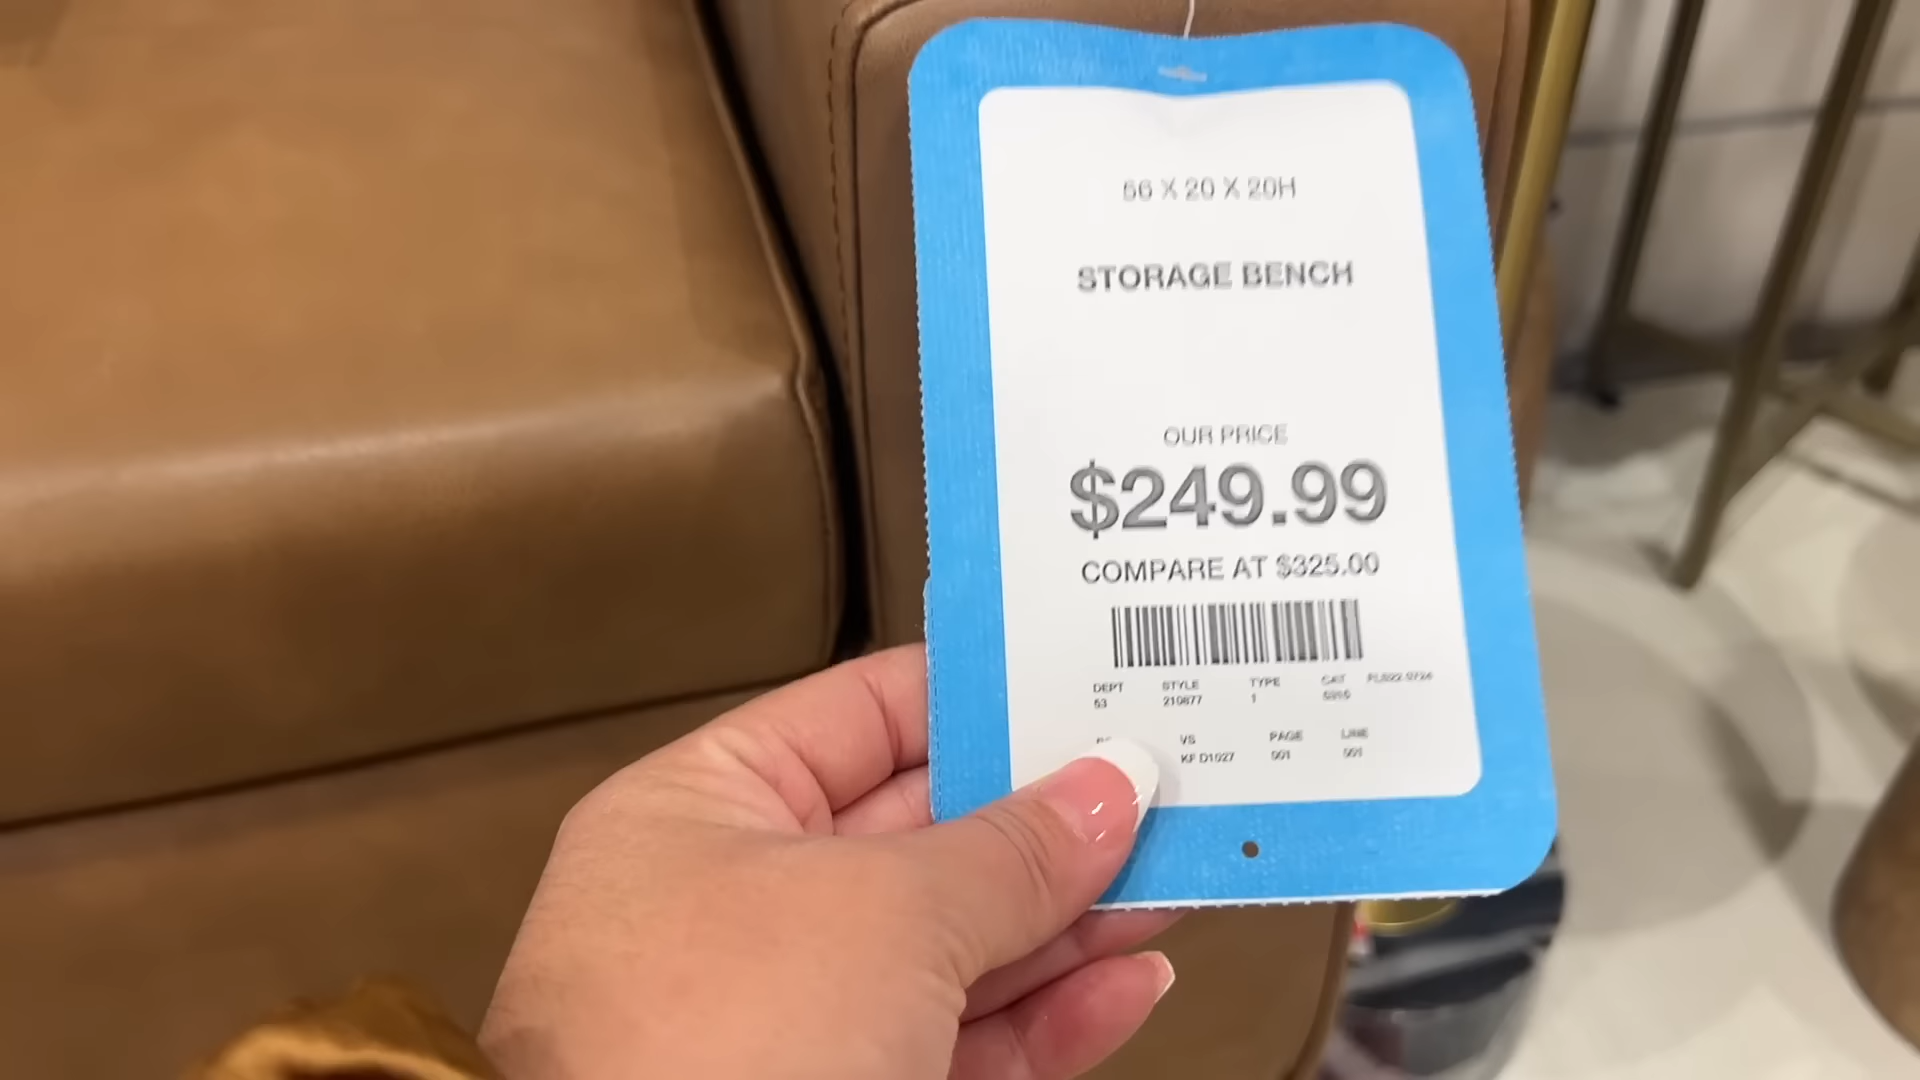 56 X 20 X 20H
STORAGE BENCH
OUR PRICE
$249.99
COMPARE AT $325.00
DEPT STYLE TYPE CAT
53 210877 1
VS PAGE LINE
KF D1027 001 001